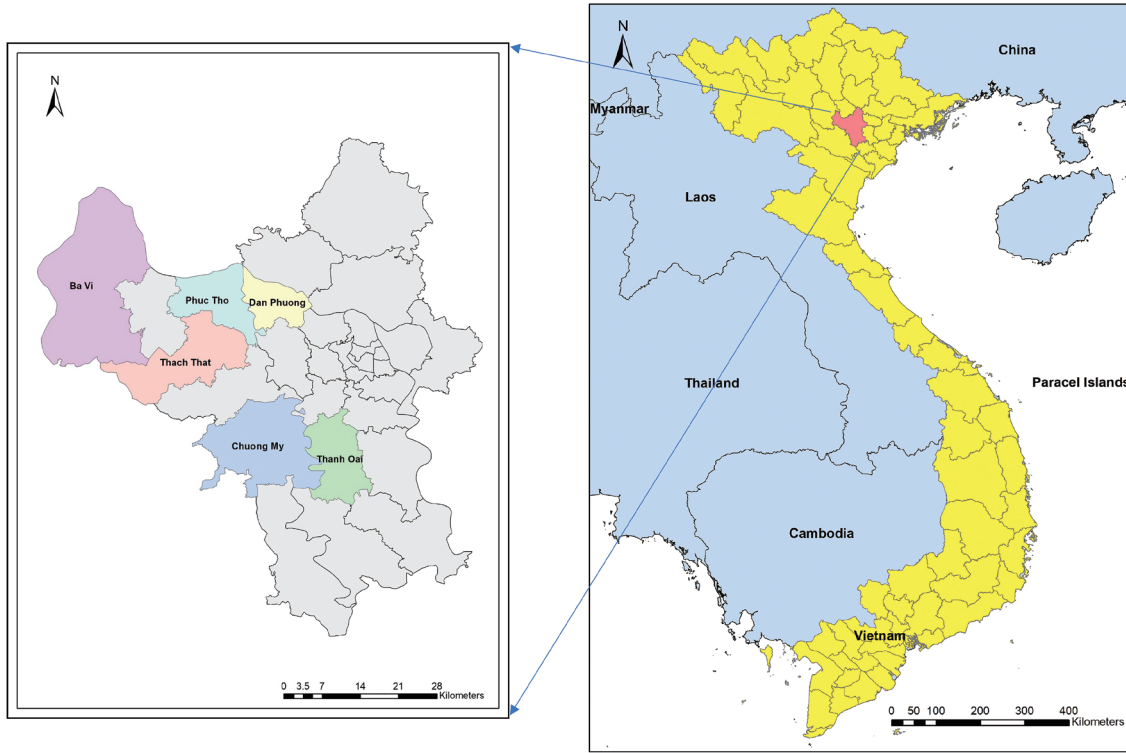 N
Ba Vi
Phuc Tho
Dan Phuong
Thach That
Chuong My
Thanh Oai
0 3.5 7 14 21 28
Kilometers
N
China
Myanmar
Laos
Thailand
Paracel Islands
Cambodia
Vietnam
0 50 100 200 300 400
Kilometers